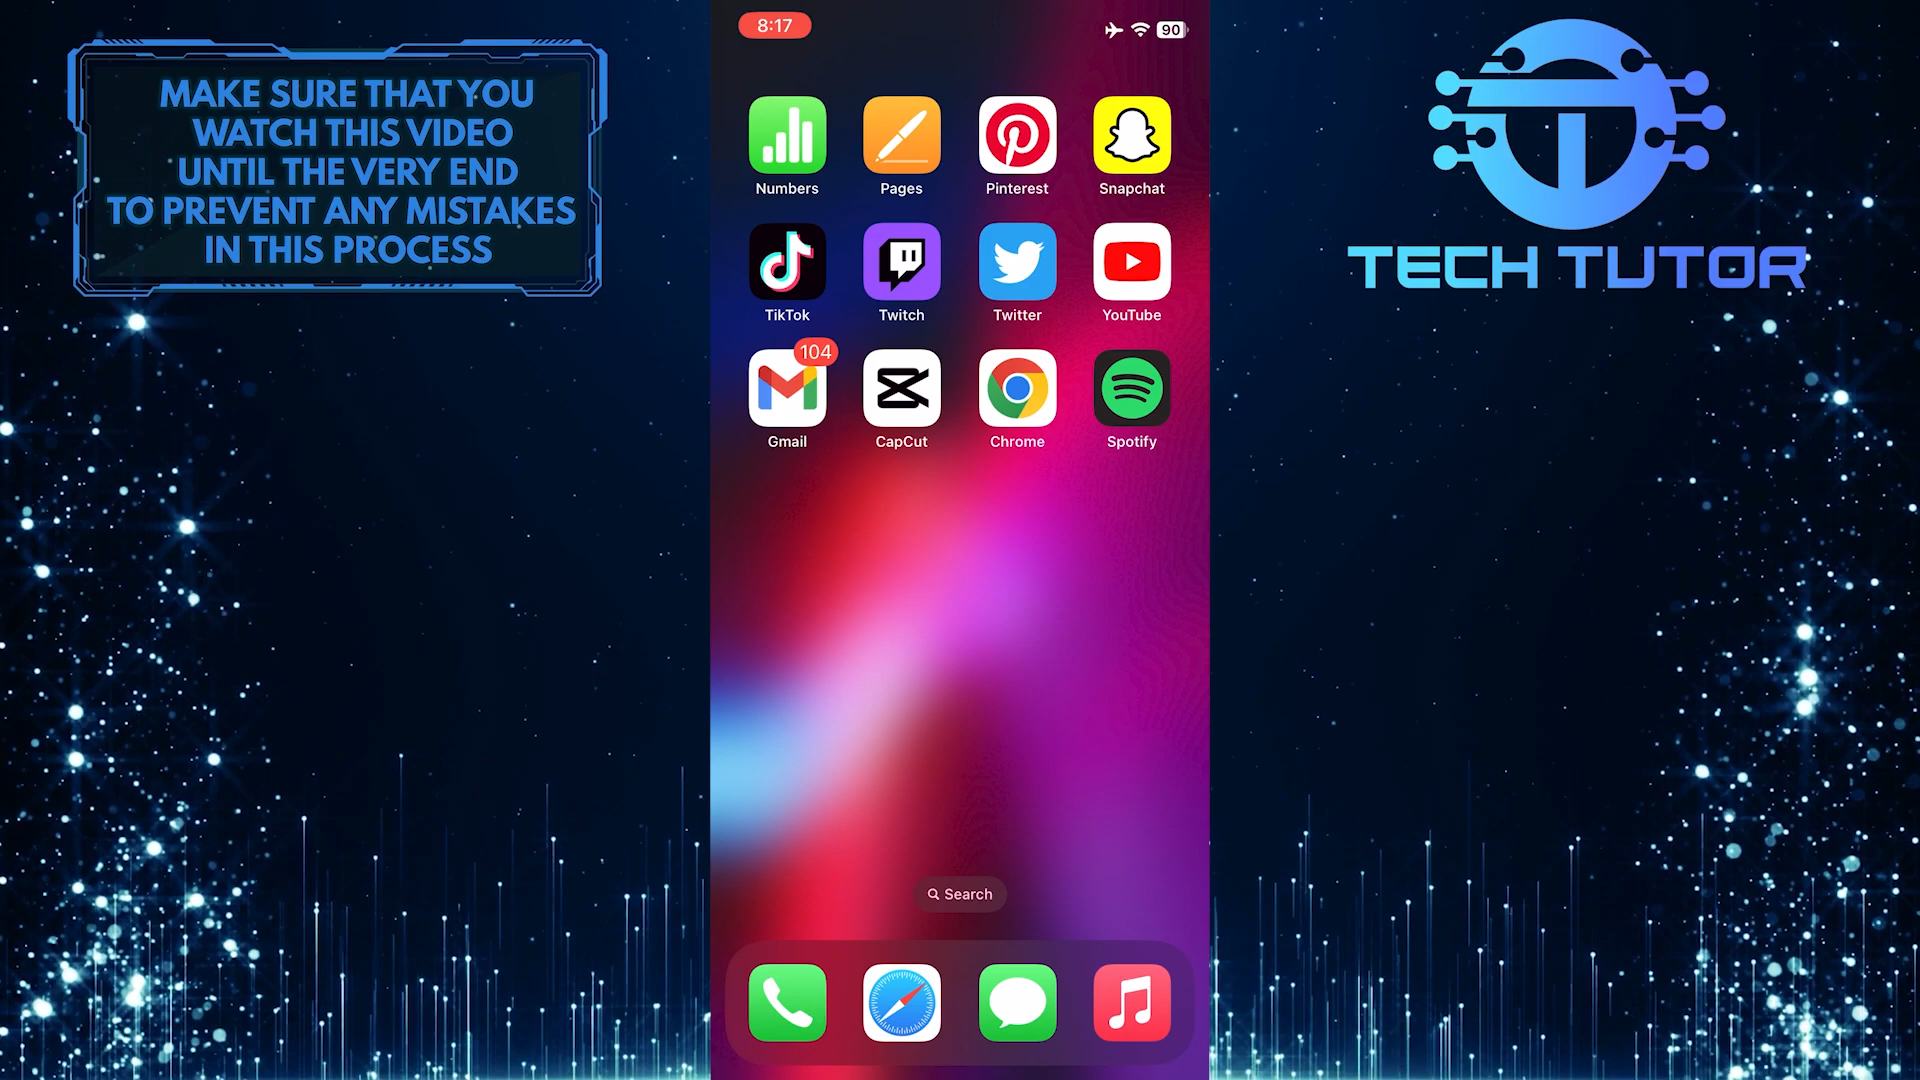 MAKE SURE THAT YOU
WATCH THIS VIDEO
UNTIL THE VERY END
TO PREVENT ANY MISTAKES
IN THIS PROCESS
8:17
90
Numbers
Pages
Pinterest
Snapchat
TikTok
Twitch
Twitter
YouTube
104
Gmail
CapCut
Chrome
Spotify
Search
TECH TUTOR